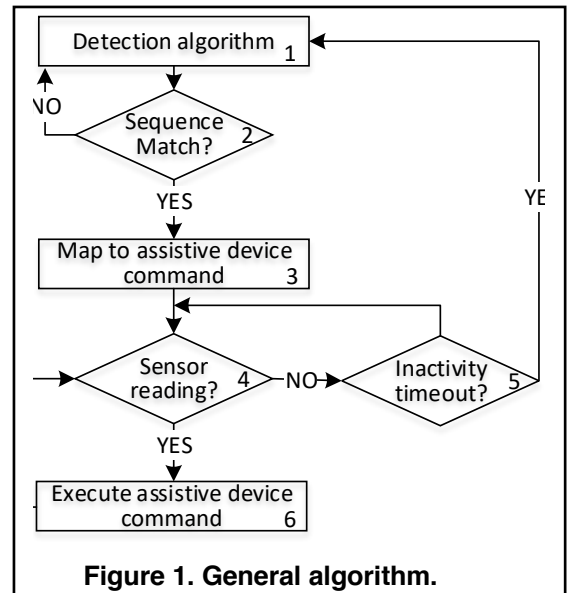 Detection algorithm 1
NO
Sequence 2
Match?
YES
YE
Map to assistive device
command 3
Sensor 4
reading?
NO
Inactivity 5
timeout?
YES
Execute assistive device
command 6
Figure 1. General algorithm.